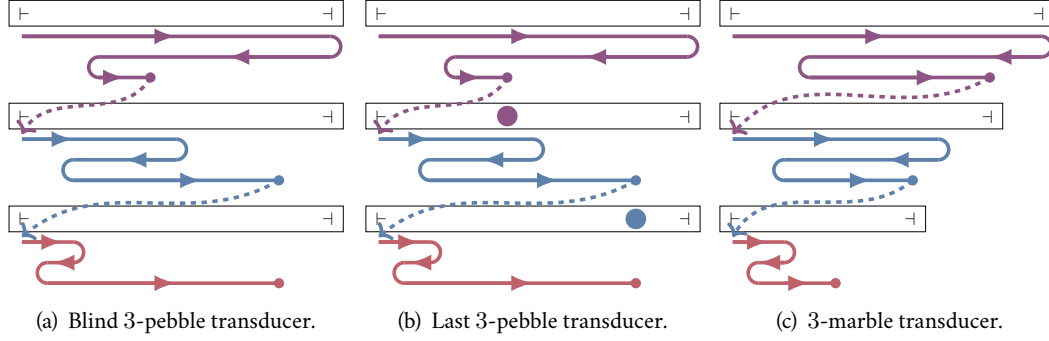 ⊢ ⊣ ⊢ ⊣ ⊢ ⊣
⊢ ⊣ ⊢ ⊣ ⊢ ⊣
⊢ ⊣ ⊢ ⊣ ⊢ ⊣
(a) Blind 3-pebble transducer. (b) Last 3-pebble transducer. (c) 3-marble transducer.